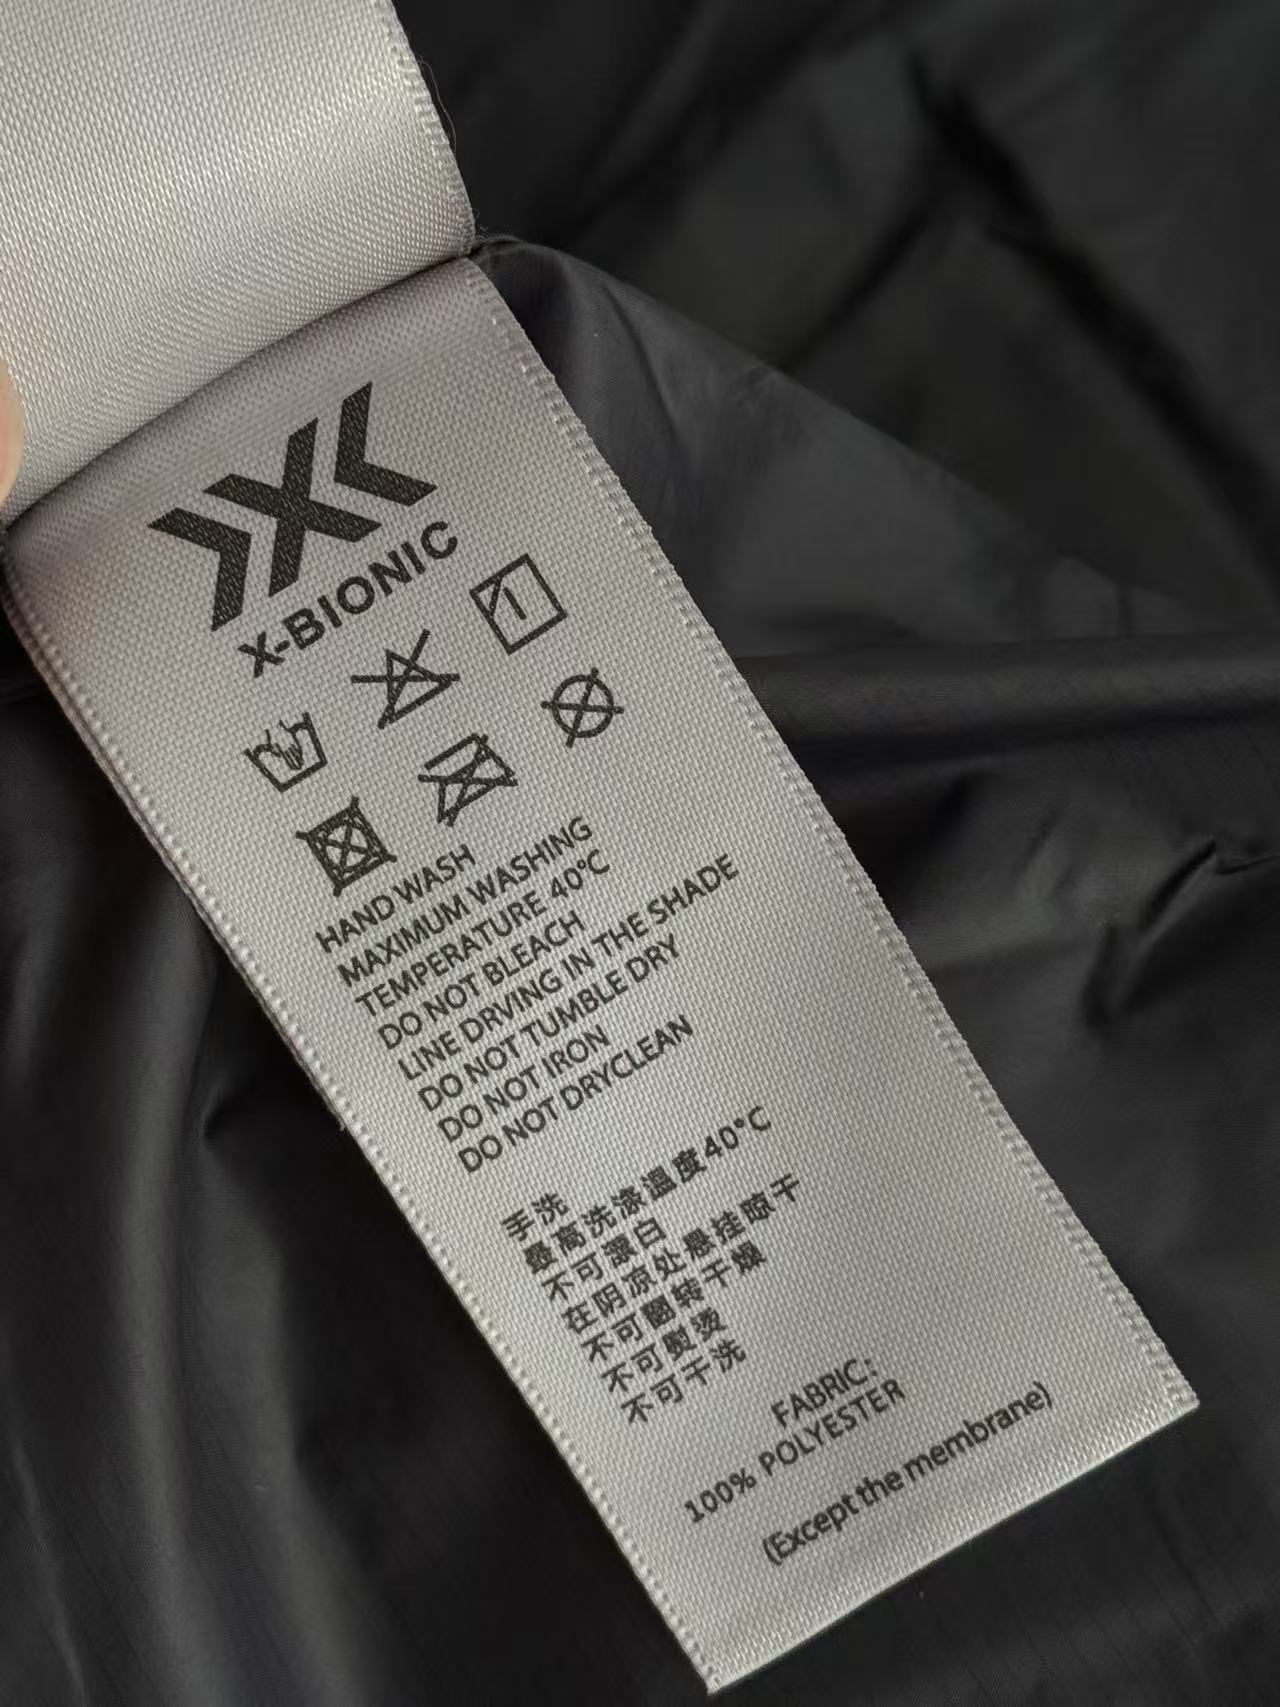 X-BIONIC
HAND WASH
MAXIMUM WASHING
TEMPERATURE 40℃
DO NOT BLEACH
LINE DRVING IN THE SHADE
DO NOT TUMBLE DRY
DO NOT IRON
DO NOT DRYCLEAN
手洗
最高洗涤温度40°C
不可漂白
在阴凉处悬挂晾干
不可翻转干燥
不可熨烫
不可干洗
FABRIC:
100% POLYESTER
(Except the membrane)